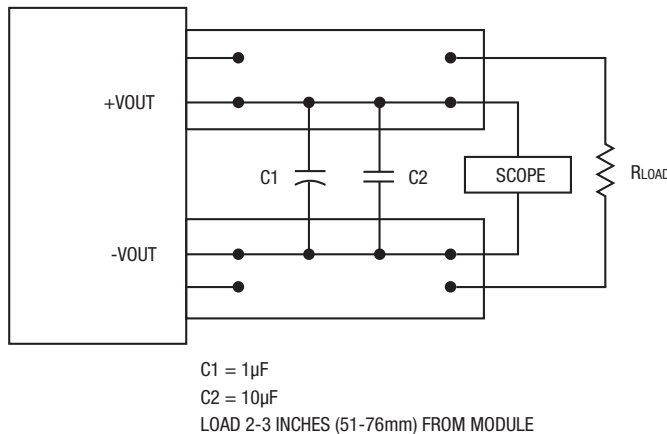 +VOUT
C1
C2
SCOPE
RLOAD
-VOUT
C1 = 1µF
C2 = 10µF
LOAD 2-3 INCHES (51-76mm) FROM MODULE